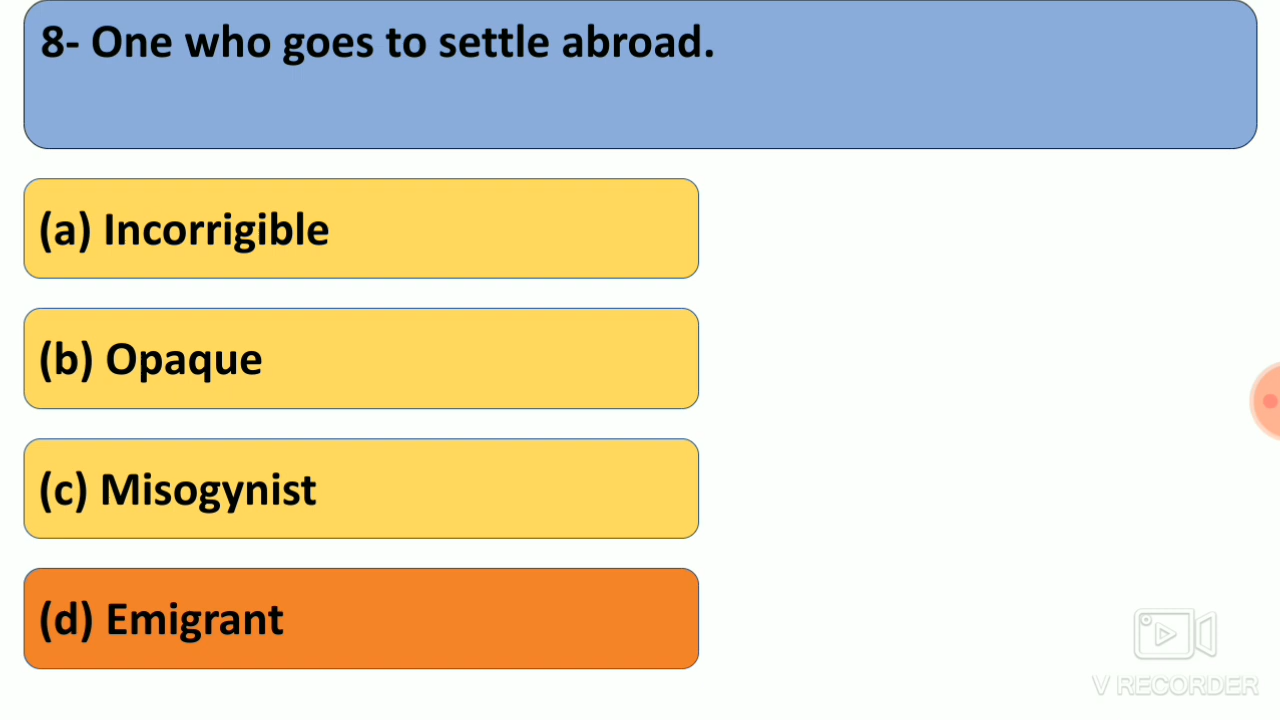 8- One who goes to settle abroad.
(a) Incorrigible
(b) Opaque
(c) Misogynist
(d) Emigrant
V RECORDER